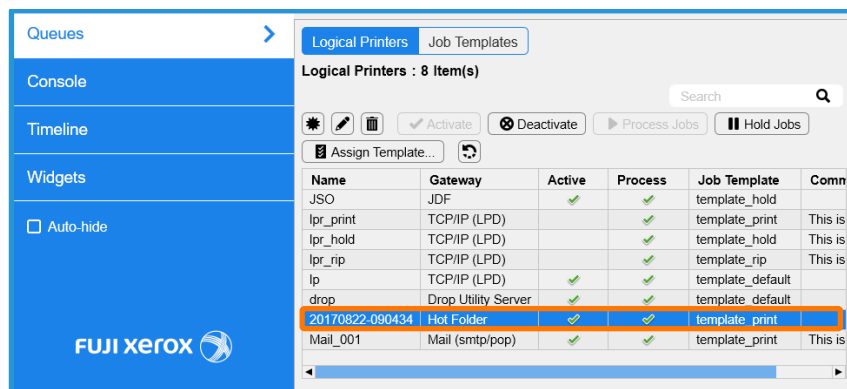 Queues
Console
Timeline
Widgets
Auto-hide
FUJI XEROX
Logical Printers Job Templates
Logical Printers : 8 Item(s)
Search
Activate Deactivate Process Jobs Hold Jobs
Assign Template...
Name Gateway Active Process Job Template Comm
JSO JDF template_hold
lpr_print TCP/IP (LPD) template_print This is
lpr_hold TCP/IP (LPD) template_hold This is
lpr_rip TCP/IP (LPD) template_rip This is
lp TCP/IP (LPD) template_default
drop Drop Utility Server template_default
20170822-090434 Hot Folder template_print
Mail_001 Mail (smtp/pop) template_print This is